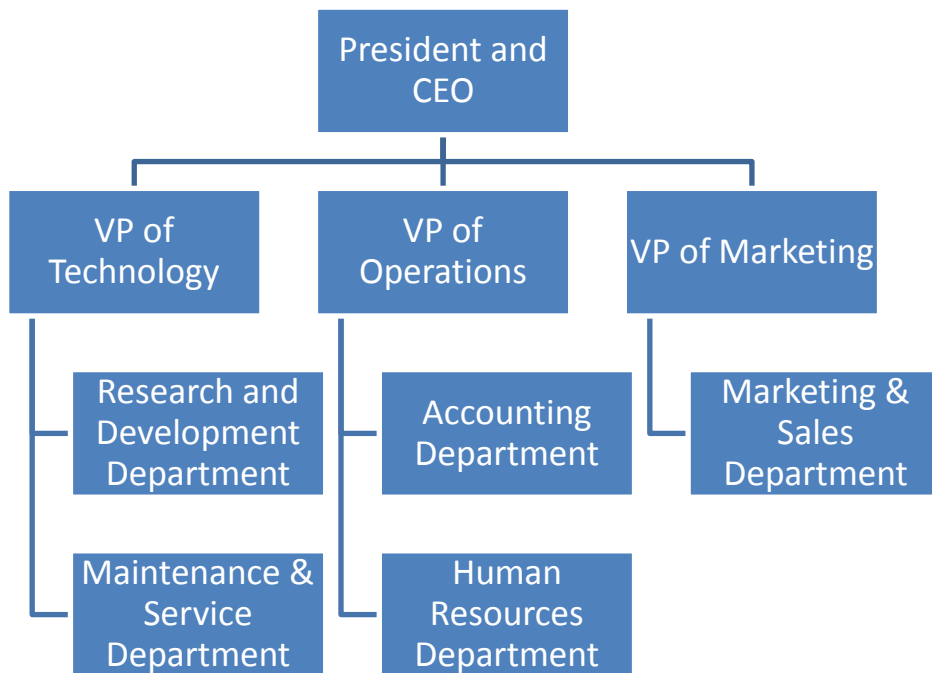 President and
CEO
VP of
Technology
VP of
Operations
VP of Marketing
Research and
Development
Department
Accounting
Department
Marketing &
Sales
Department
Maintenance &
Service
Department
Human
Resources
Department